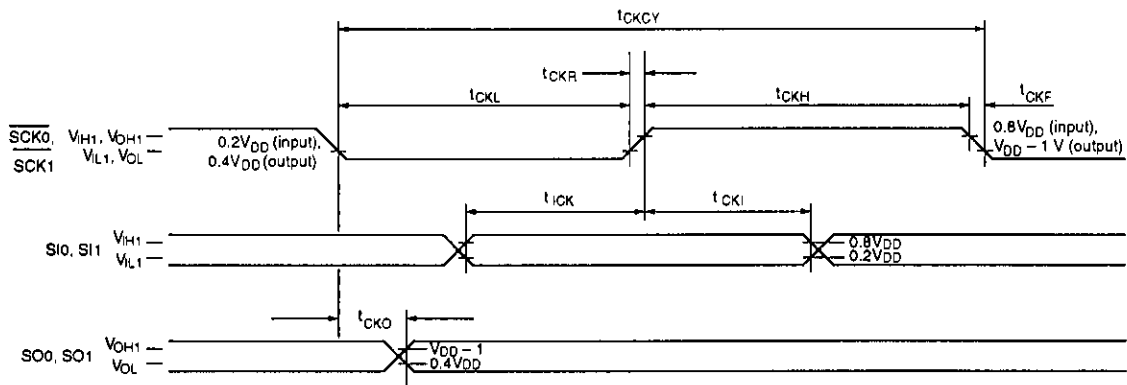 tCKCY
tCKR
tCKL
tCKH
tCKF
SCK0, VIH1, VOH1
SCK1 VIL1, VOL
0.2VDD (input),
0.4VDD (output)
0.8VDD (input),
VDD – 1 V (output)
tICK
tCKI
SI0, SI1
VIH1
VIL1
0.8VDD
0.2VDD
tCKO
SO0, SO1
VOH1
VOL
VDD – 1
0.4VDD